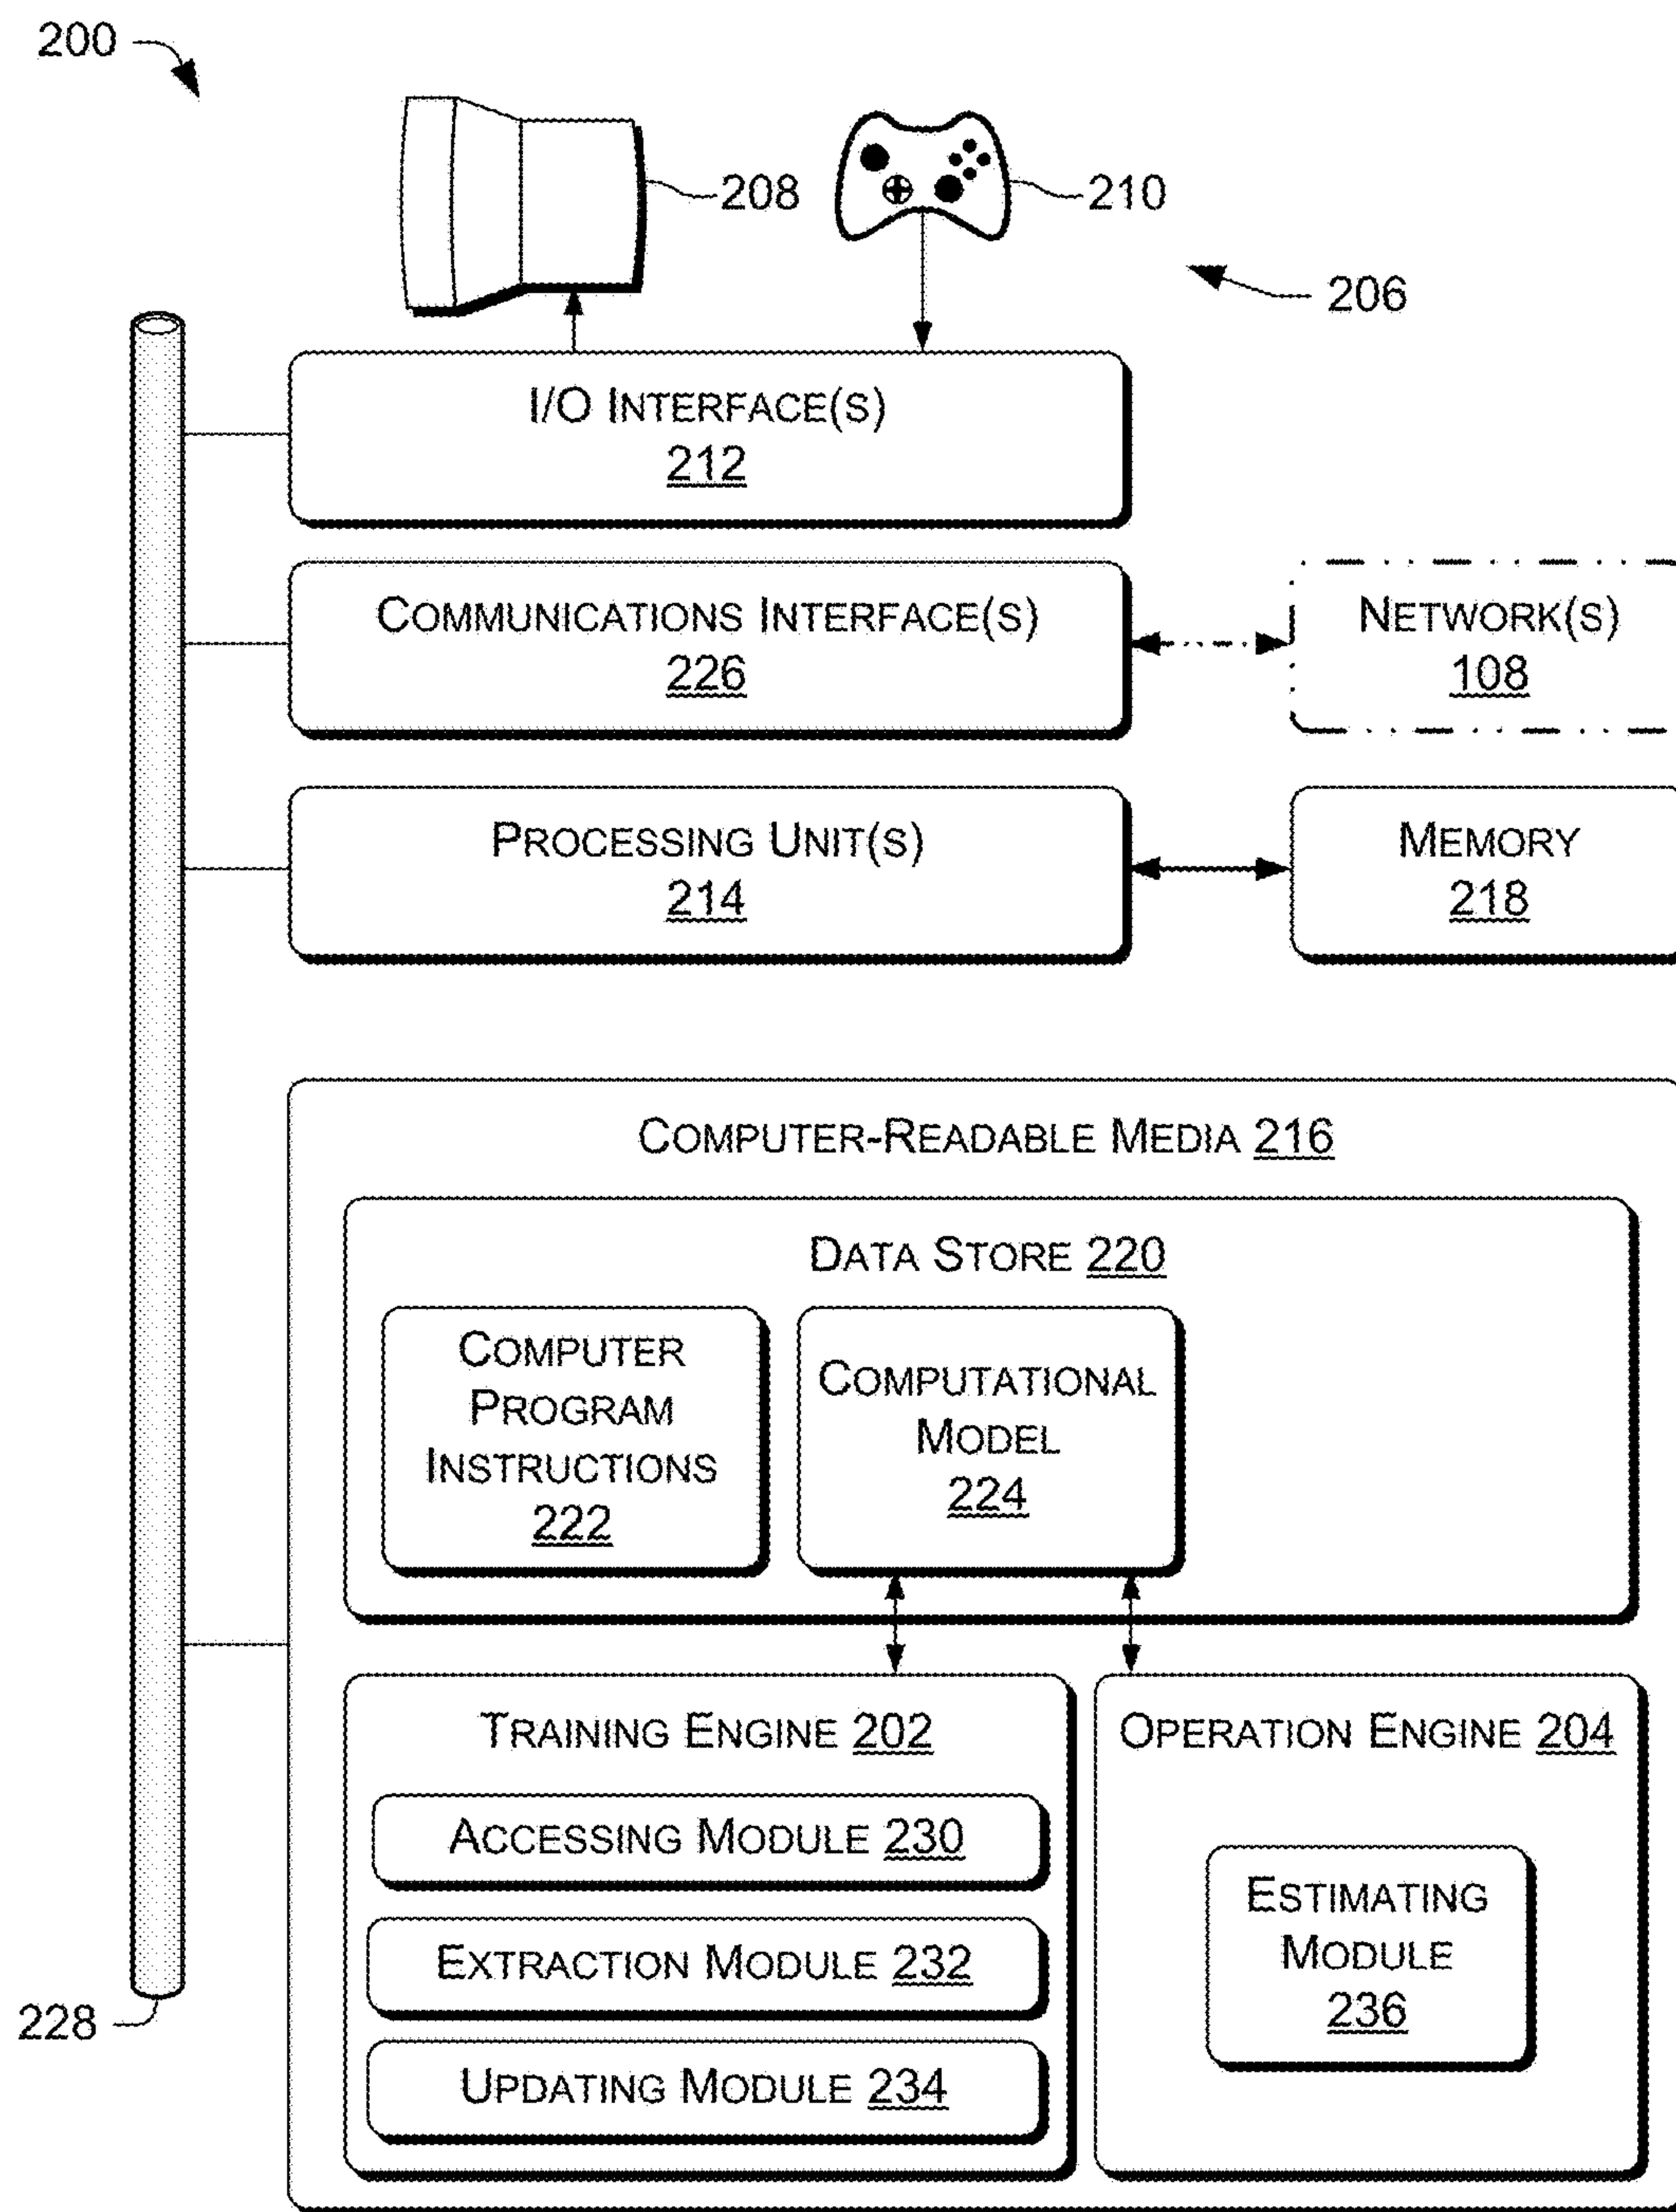 200
208
210
206
I/O INTERFACE(S)
212
COMMUNICATIONS INTERFACE(S)
226
NETWORK(S)
108
PROCESSING UNIT(S)
214
MEMORY
218
COMPUTER-READABLE MEDIA 216
DATA STORE 220
COMPUTER
PROGRAM
INSTRUCTIONS
222
COMPUTATIONAL
MODEL
224
TRAINING ENGINE 202
ACCESSING MODULE 230
EXTRACTION MODULE 232
UPDATING MODULE 234
OPERATION ENGINE 204
ESTIMATING
MODULE
236
228